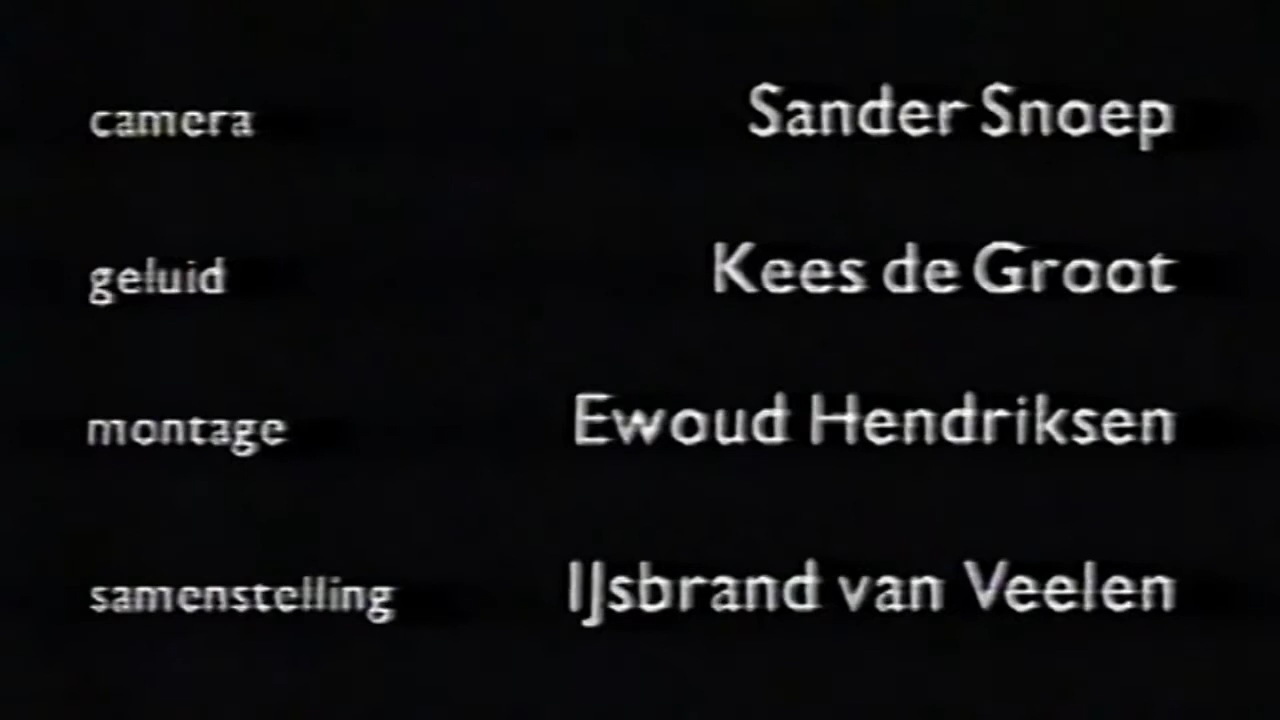 camera Sander Snoep
geluid Kees de Groot
montage Ewoud Hendriksen
samenstelling IJsbrand van Veelen